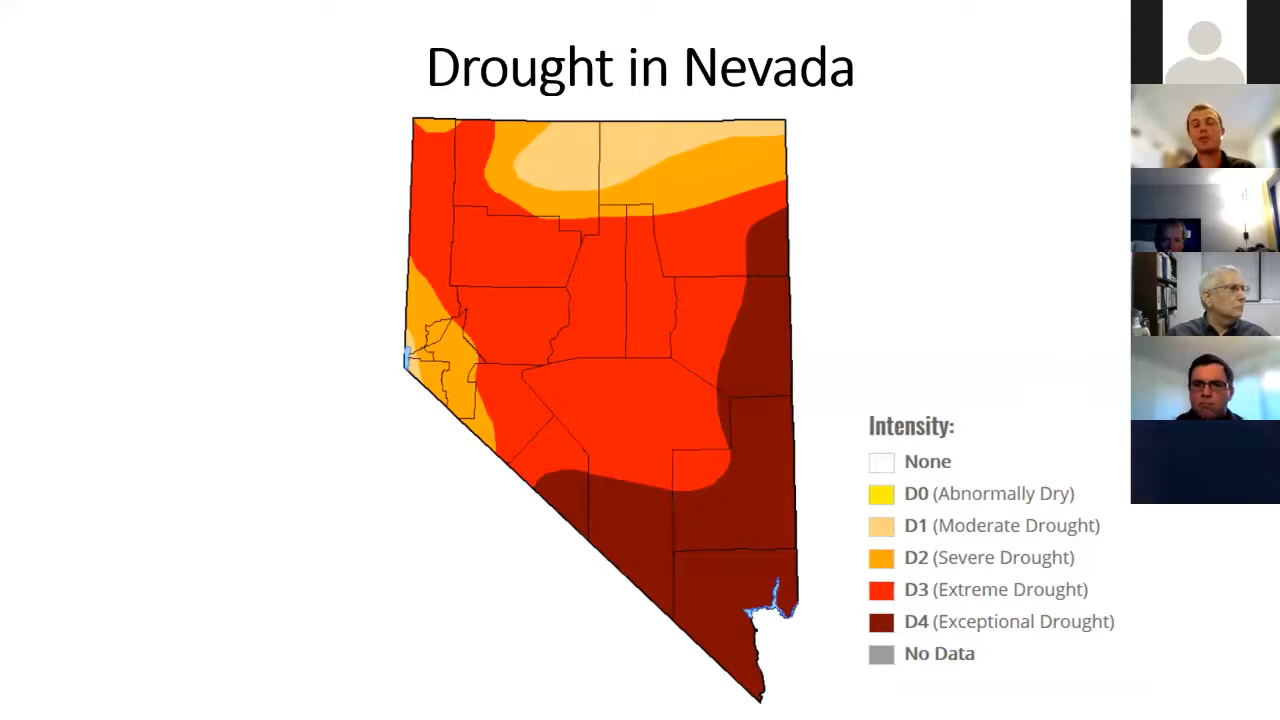 Drought in Nevada
Intensity:
None
D0 (Abnormally Dry)
D1 (Moderate Drought)
D2 (Severe Drought)
D3 (Extreme Drought)
D4 (Exceptional Drought)
No Data